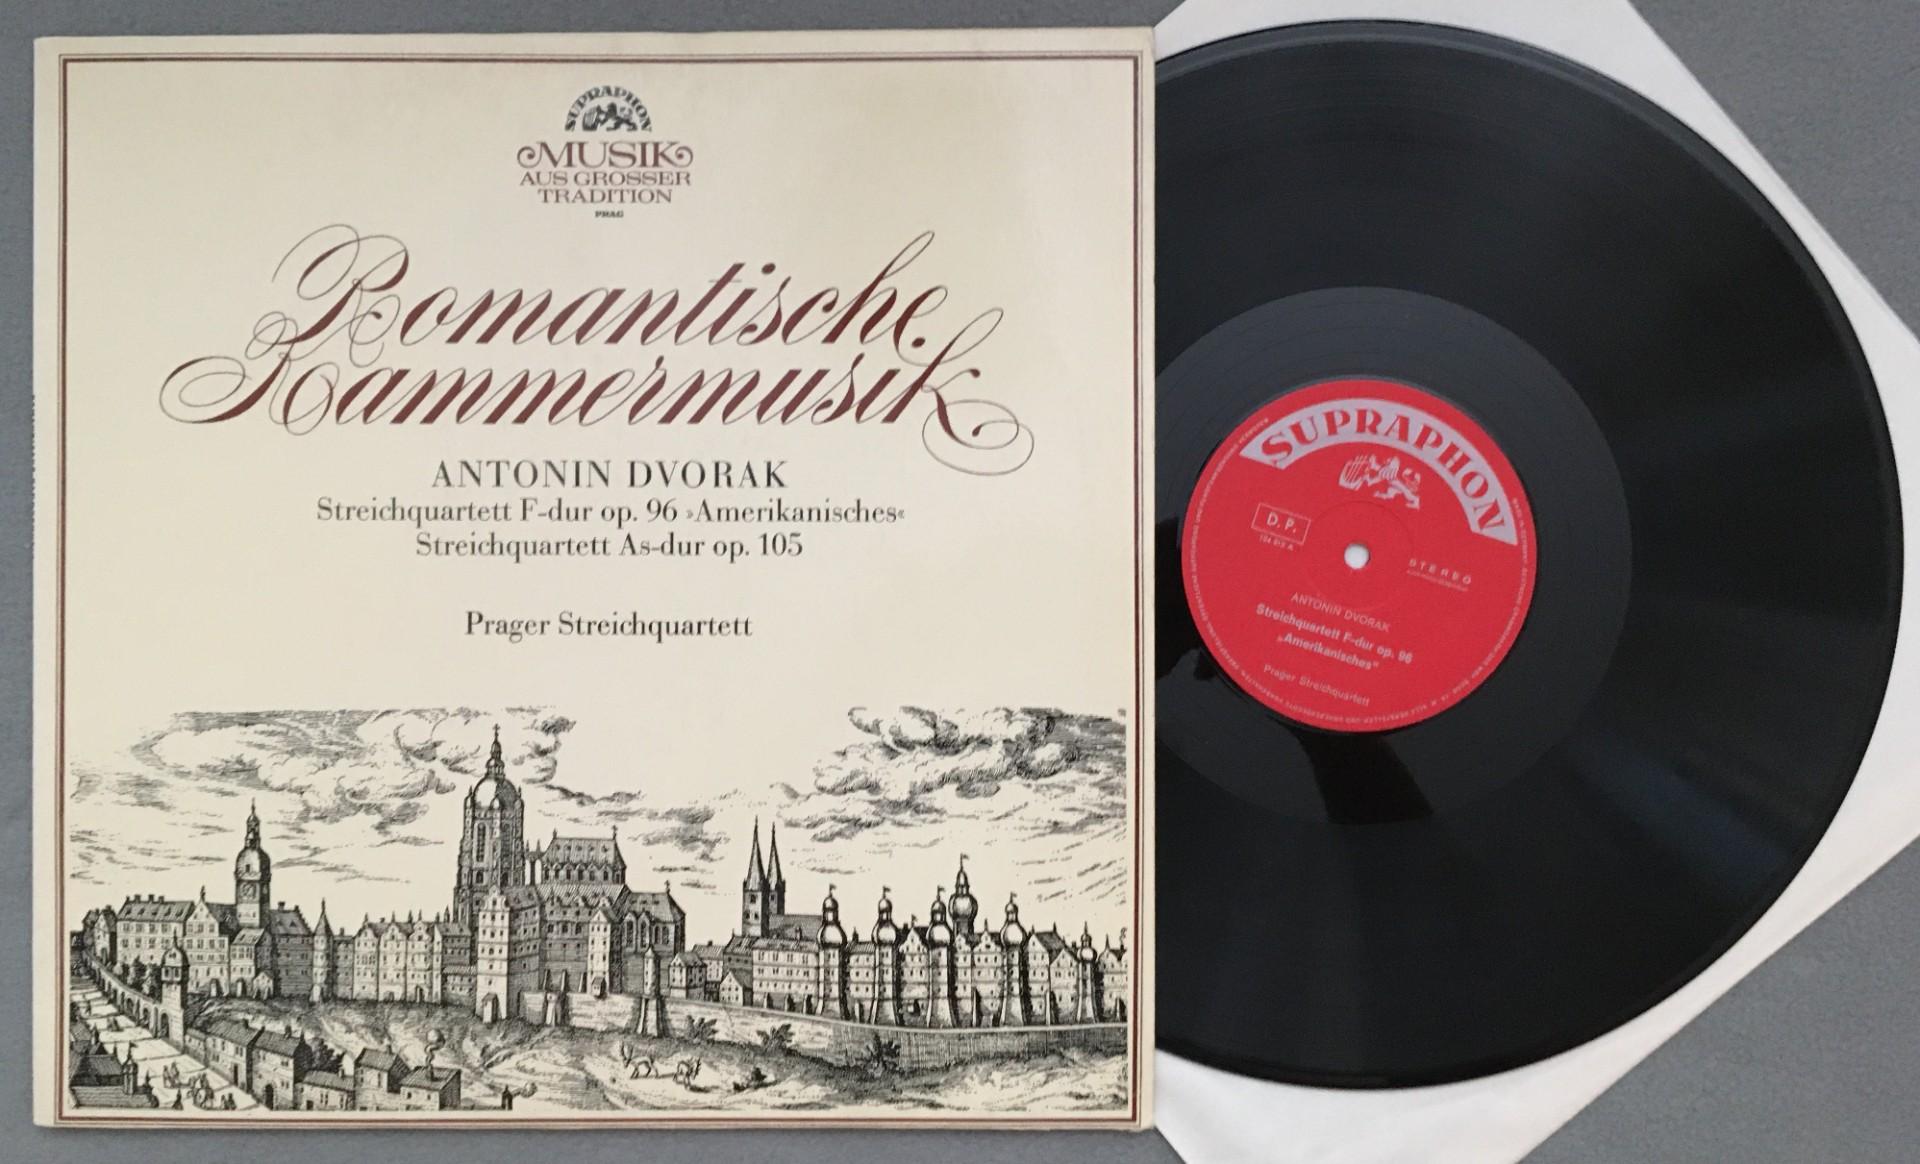 SUPRAPHON
MUSIK
AUS GROSSER
TRADITION
PRAG
Romantische
Kammermusik
ANTONIN DVORAK
Streichquartett F-dur op. 96 »Amerikanisches«
Streichquartett As-dur op. 105
Prager Streichquartett
SUPRAPHON
D. P.
STEREO
ANTONIN DVORAK
Streichquartett F-dur op. 96
„Amerikanisches"
Prager Streichquartett